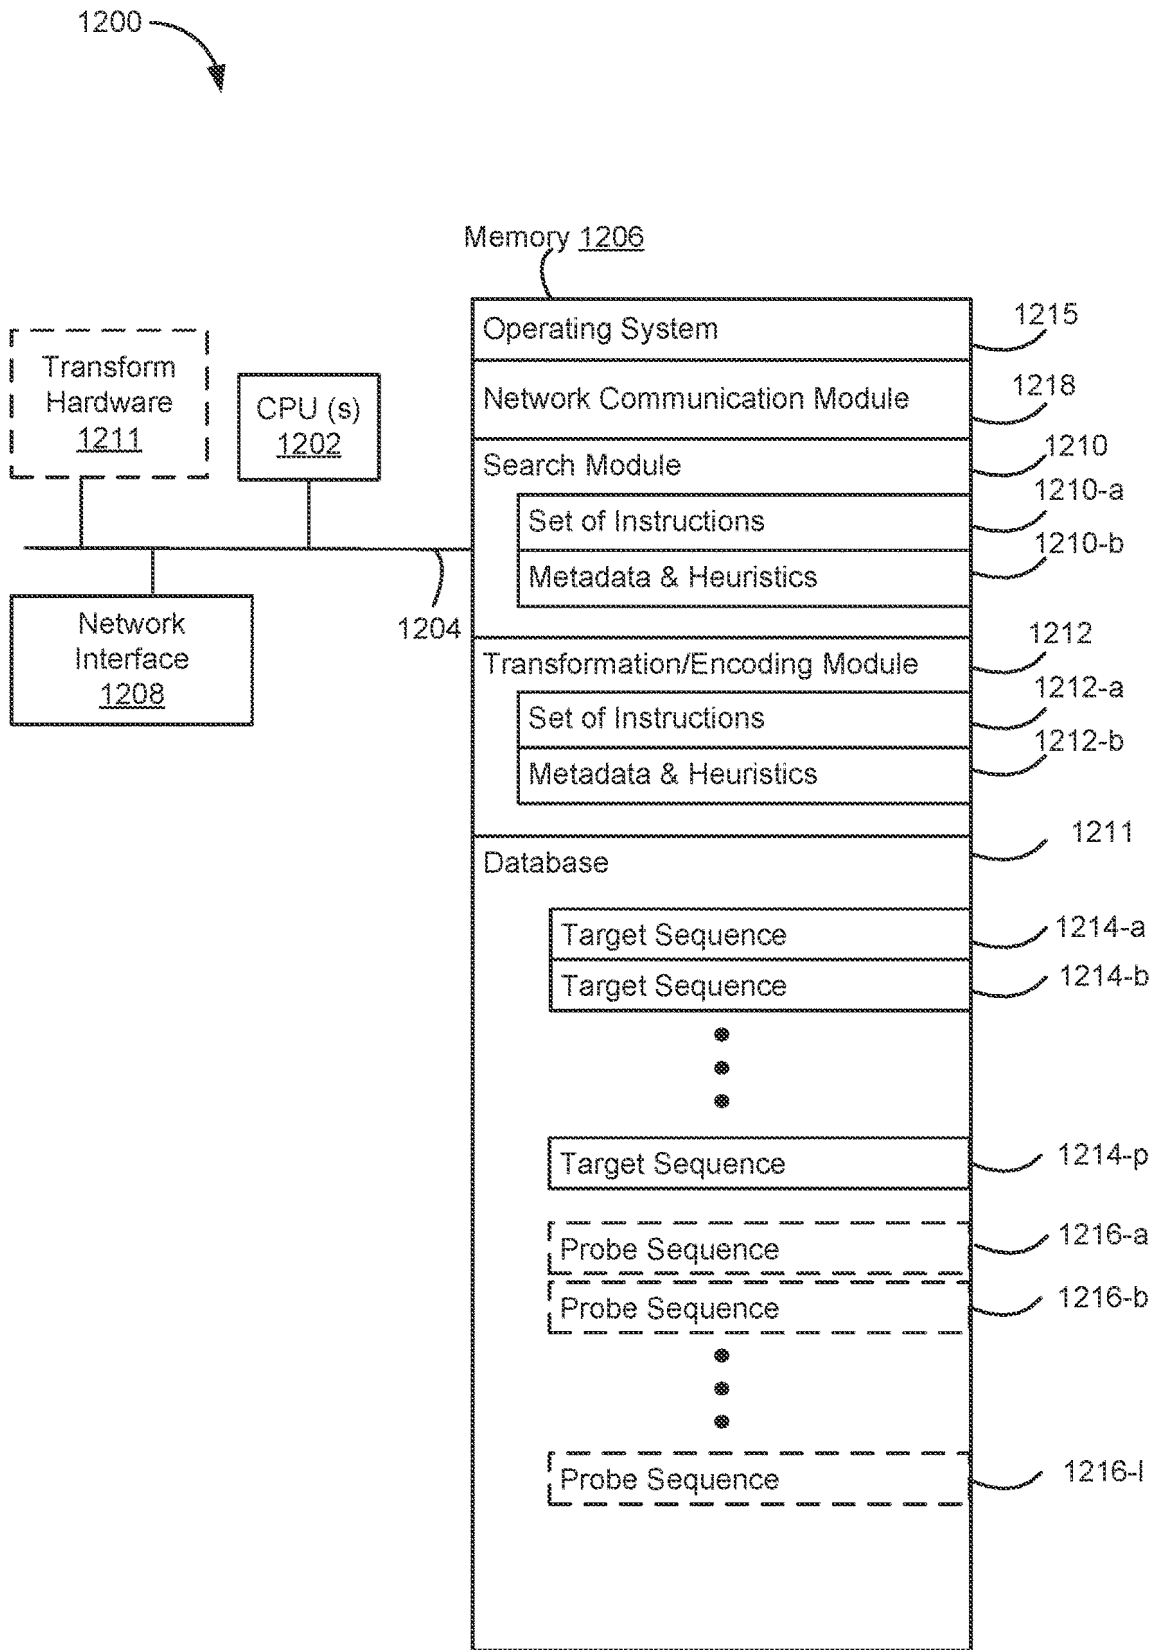 1200
Memory 1206
Transform
Hardware
1211
CPU (s)
1202
Network
Interface
1208
1204
Operating System
1215
Network Communication Module
1218
Search Module
1210
Set of Instructions
1210-a
Metadata & Heuristics
1210-b
Transformation/Encoding Module
1212
Set of Instructions
1212-a
Metadata & Heuristics
1212-b
Database
1211
Target Sequence
1214-a
Target Sequence
1214-b
Target Sequence
1214-p
Probe Sequence
1216-a
Probe Sequence
1216-b
Probe Sequence
1216-l